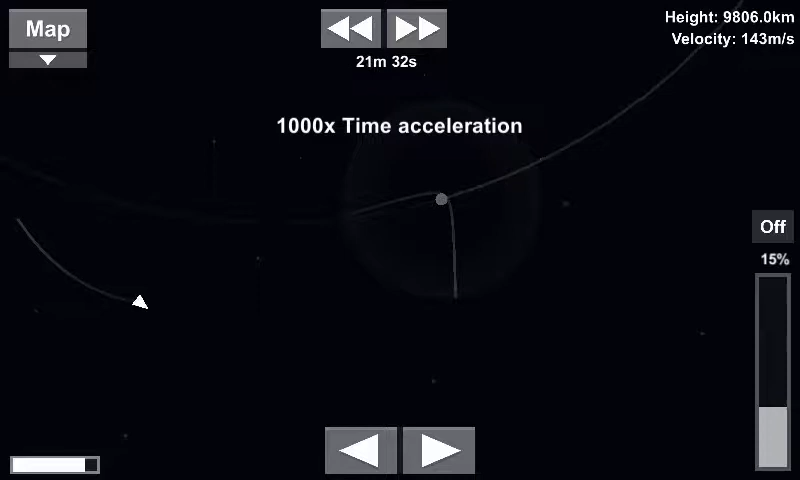 Map
21m 32s
Height: 9806.0km
Velocity: 143m/s
1000x Time acceleration
Off
15%